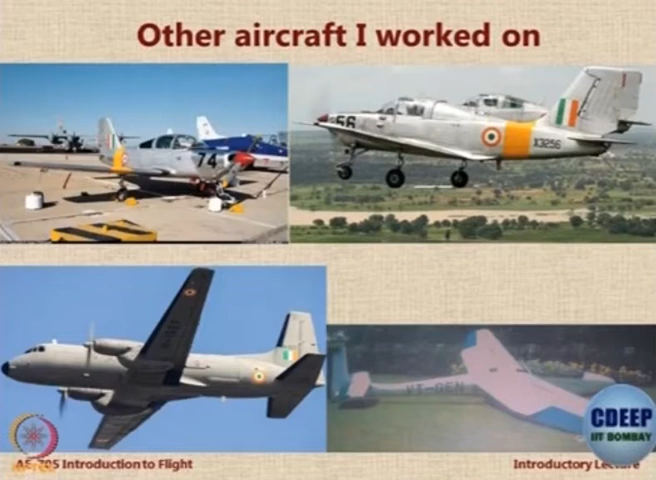 Other aircraft I worked on
74
56
X3256
VT-GEN
CDEEP
IIT BOMBAY
Introduction to Flight
Introductory Lecture